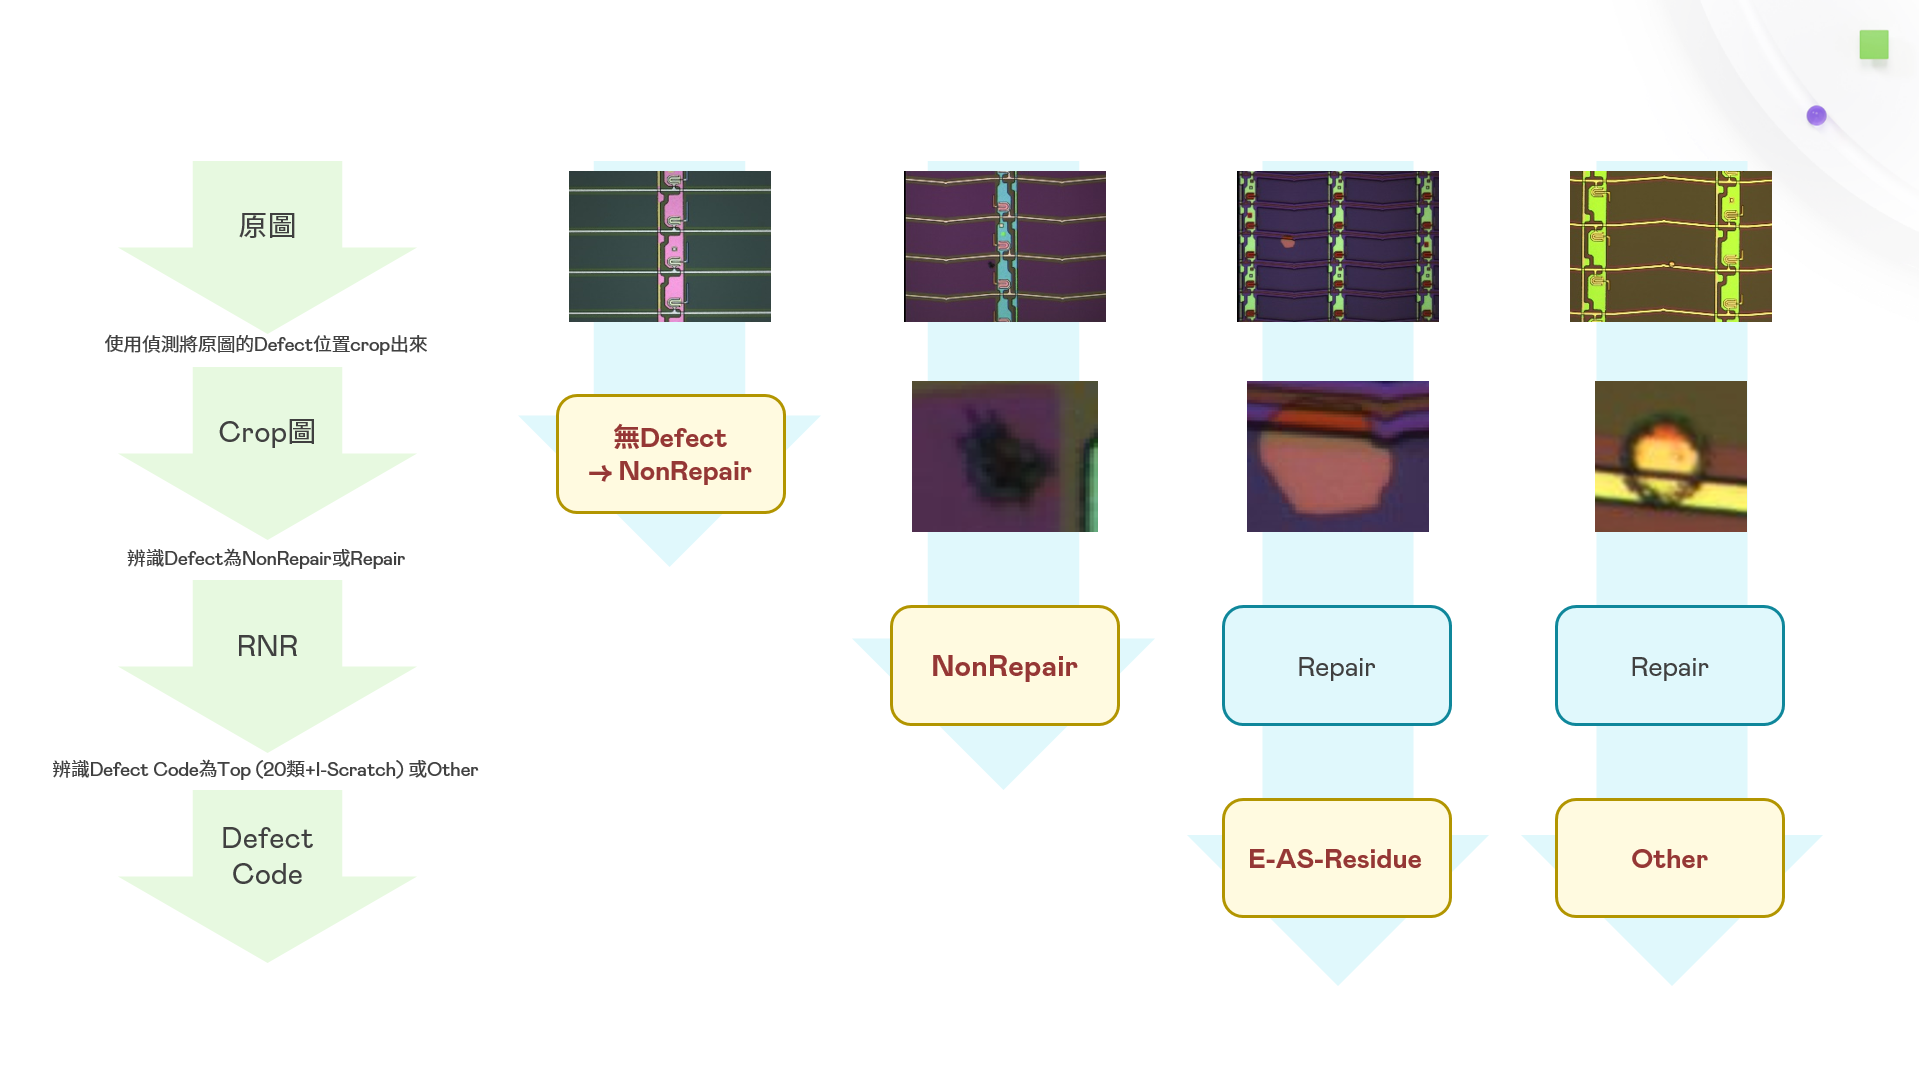 原圖
使用偵測將原圖的Defect位置crop出來
Crop圖
辨識Defect為NonRepair或Repair
RNR
辨識Defect Code為Top (20類+I-Scratch) 或Other
Defect
Code
無Defect
→ NonRepair
NonRepair
Repair
Repair
E-AS-Residue
Other